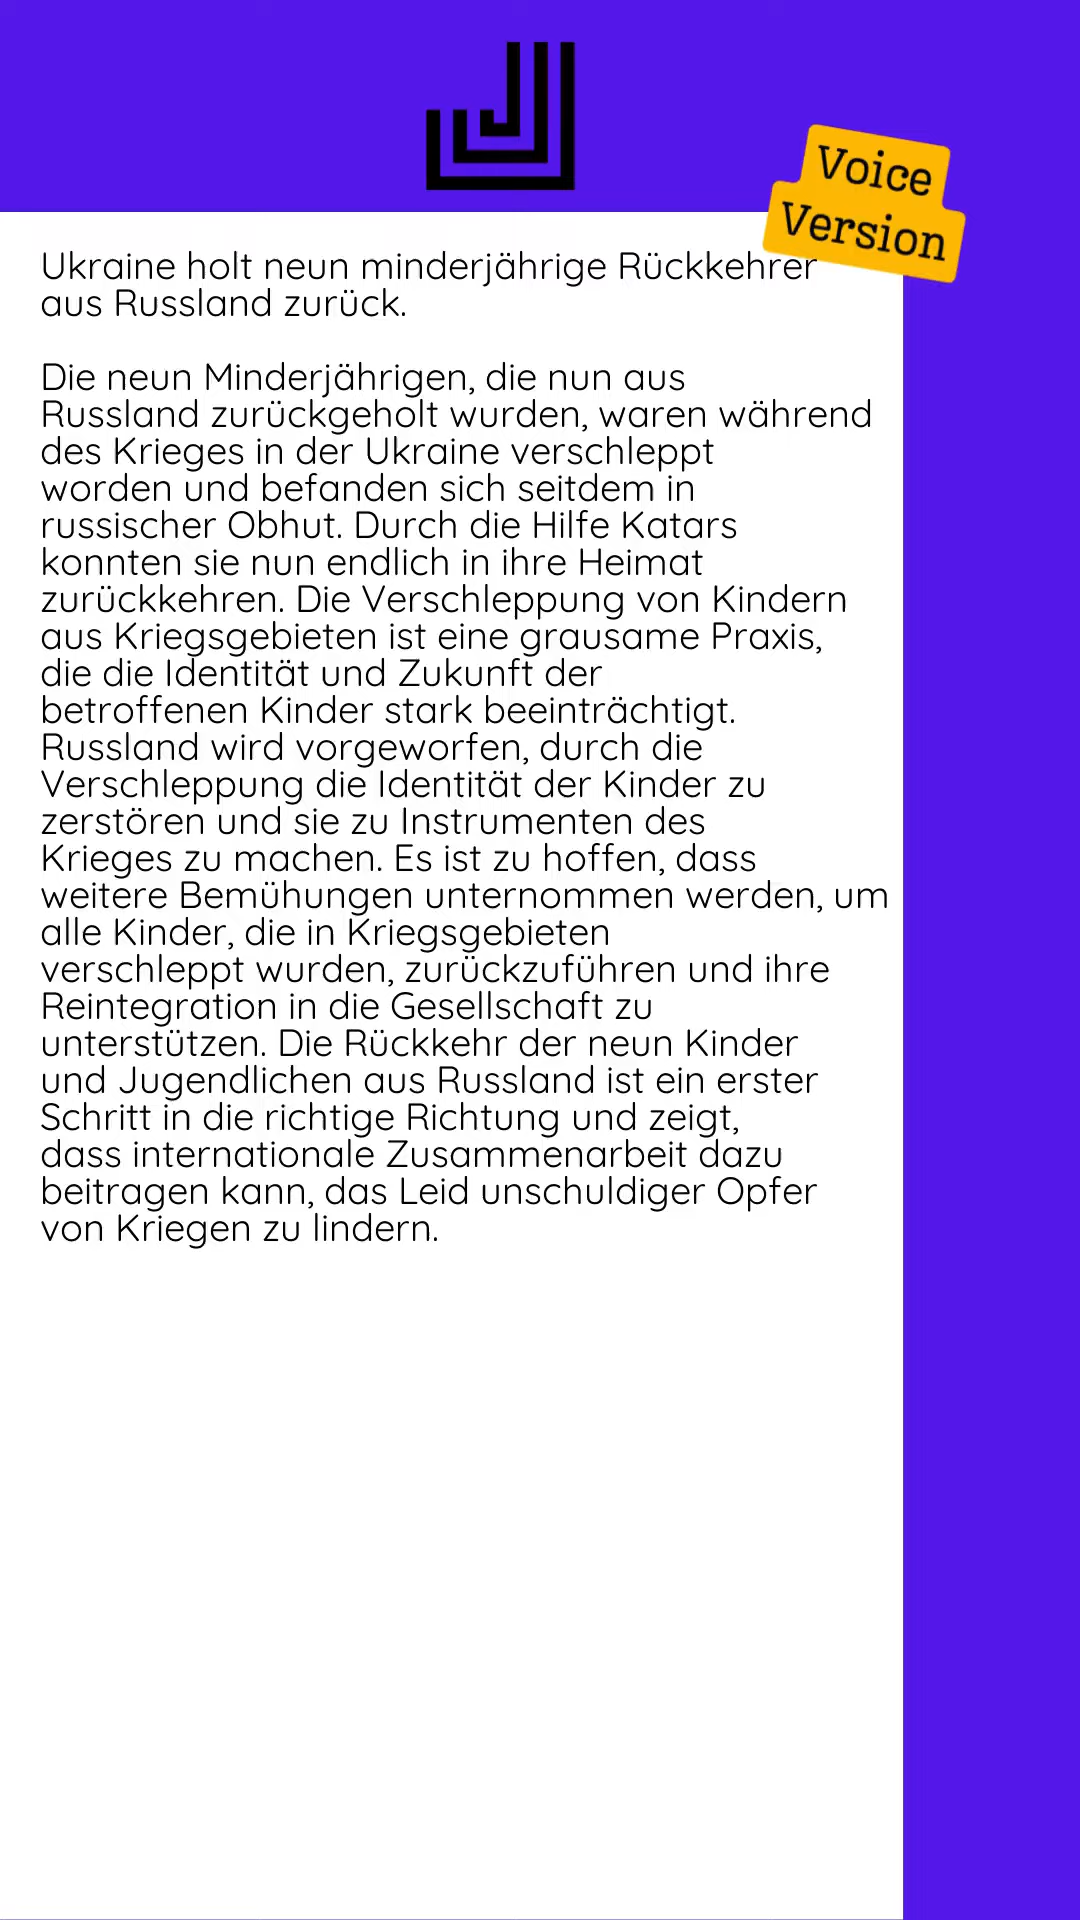 Voice
Version
Ukraine holt neun minderjährige Rückkehrer
aus Russland zurück.
Die neun Minderjährigen, die nun aus
Russland zurückgeholt wurden, waren während
des Krieges in der Ukraine verschleppt
worden und befanden sich seitdem in
russischer Obhut. Durch die Hilfe Katars
konnten sie nun endlich in ihre Heimat
zurückkehren. Die Verschleppung von Kindern
aus Kriegsgebieten ist eine grausame Praxis,
die die Identität und Zukunft der
betroffenen Kinder stark beeinträchtigt.
Russland wird vorgeworfen, durch die
Verschleppung die Identität der Kinder zu
zerstören und sie zu Instrumenten des
Krieges zu machen. Es ist zu hoffen, dass
weitere Bemühungen unternommen werden, um
alle Kinder, die in Kriegsgebieten
verschleppt wurden, zurückzuführen und ihre
Reintegration in die Gesellschaft zu
unterstützen. Die Rückkehr der neun Kinder
und Jugendlichen aus Russland ist ein erster
Schritt in die richtige Richtung und zeigt,
dass internationale Zusammenarbeit dazu
beitragen kann, das Leid unschuldiger Opfer
von Kriegen zu lindern.